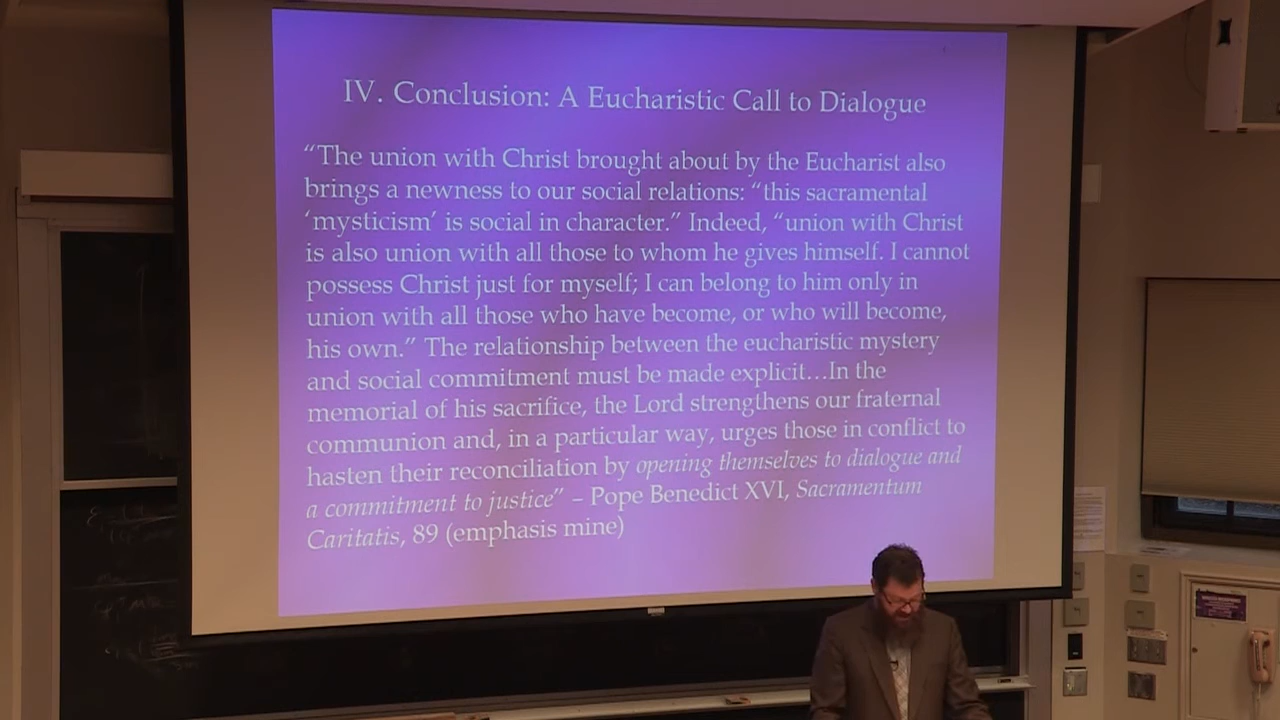 IV. Conclusion: A Eucharistic Call to Dialogue
“The union with Christ brought about by the Eucharist also
brings a newness to our social relations: “this sacramental
‘mysticism’ is social in character.” Indeed, “union with Christ
is also union with all those to whom he gives himself. I cannot
possess Christ just for myself; I can belong to him only in
union with all those who have become, or who will become,
his own.” The relationship between the eucharistic mystery
and social commitment must be made explicit…In the
memorial of his sacrifice, the Lord strengthens our fraternal
communion and, in a particular way, urges those in conflict to
hasten their reconciliation by opening themselves to dialogue and
a commitment to justice” – Pope Benedict XVI, Sacramentum
Caritatis, 89 (emphasis mine)